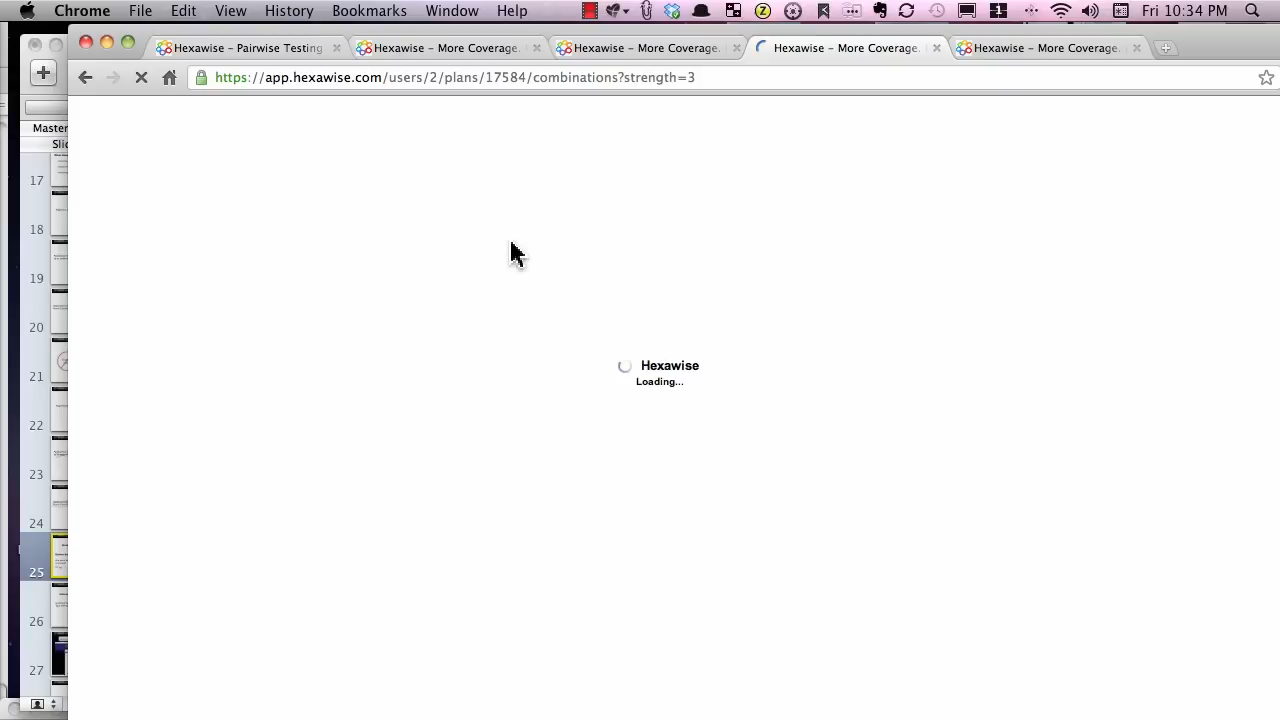 Chrome File Edit View History Bookmarks Window Help 1 Fri 10:34 PM
Hexawise – Pairwise Testing
Hexawise – More Coverage.
Hexawise – More Coverage.
Hexawise – More Coverage.
Hexawise – More Coverage.
https://app.hexawise.com/users/2/plans/17584/combinations?strength=3
Master
Slid
17
18
19
20
21
22
23
24
25
26
27
Hexawise
Loading...